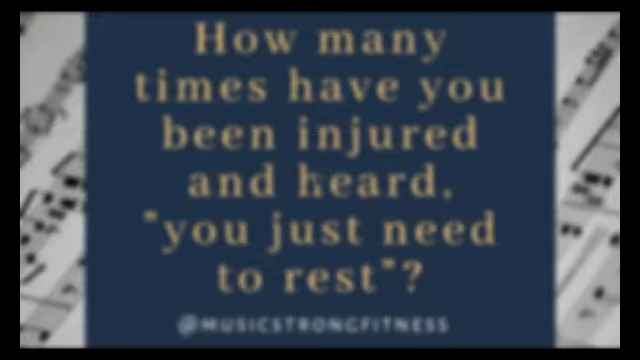 How many
times have you
been injured
and heard,
"you just need
to rest"?
@MUSICSTRONGFITNESS